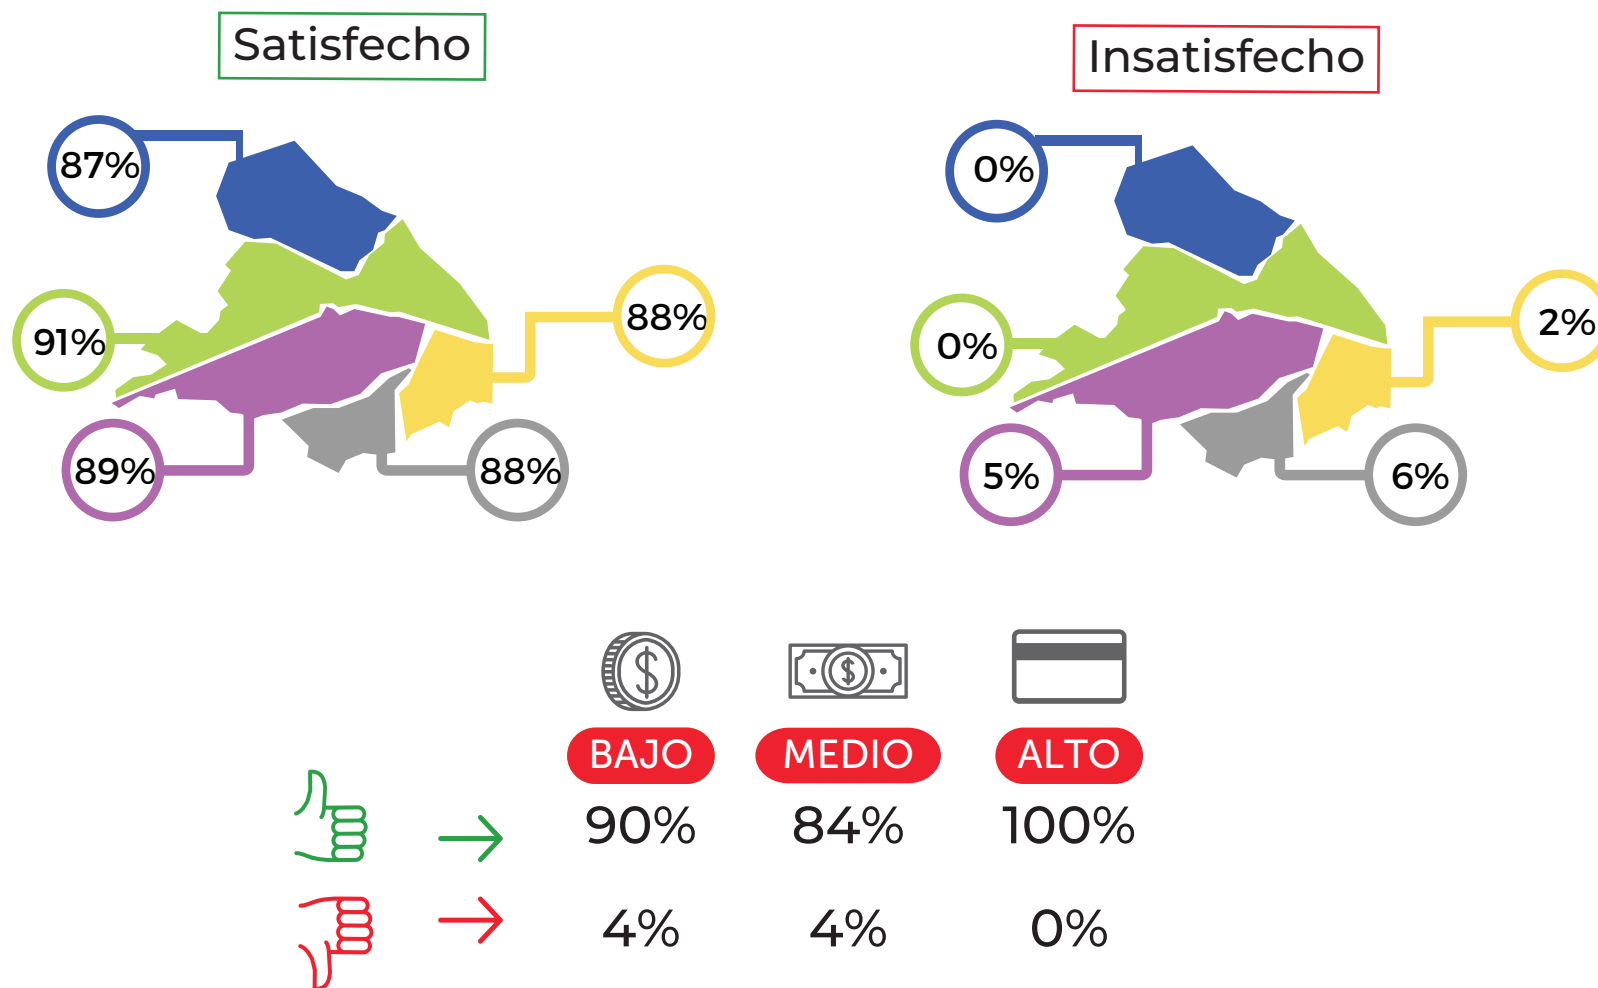 Satisfecho
Insatisfecho
87%
0%
91%
88%
0%
2%
89%
88%
5%
6%
BAJO MEDIO ALTO
90% 84% 100%
4% 4% 0%